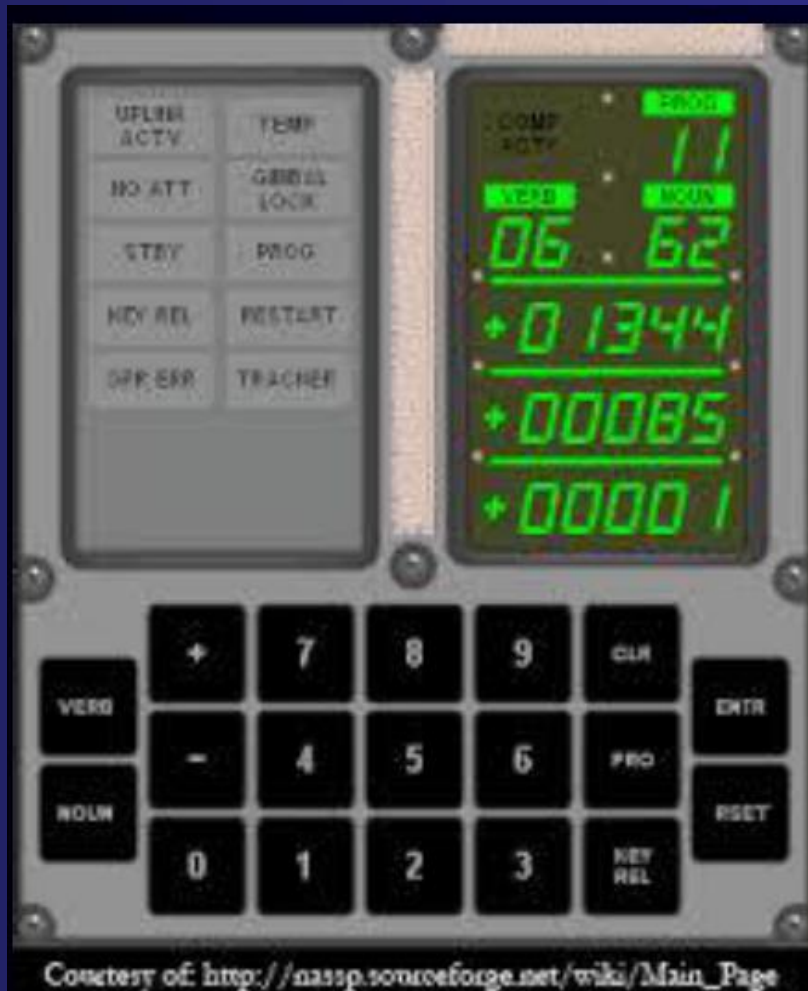 UPLINK
ACTY
TEMP
NO ATT
GIMBAL
LOCK
STBY
PROG
KEY REL
RESTART
OPR ERR
TRACKER
COMP
ACTY
PROG
11
VERB
NOUN
06
62
+01344
+00085
+00001
+
7
8
9
CLR
VERB
ENTR
-
4
5
6
PRO
NOUN
RSET
0
1
2
3
KEY
REL
Courtesy of: http://nassp.sourceforge.net/wiki/Main_Page